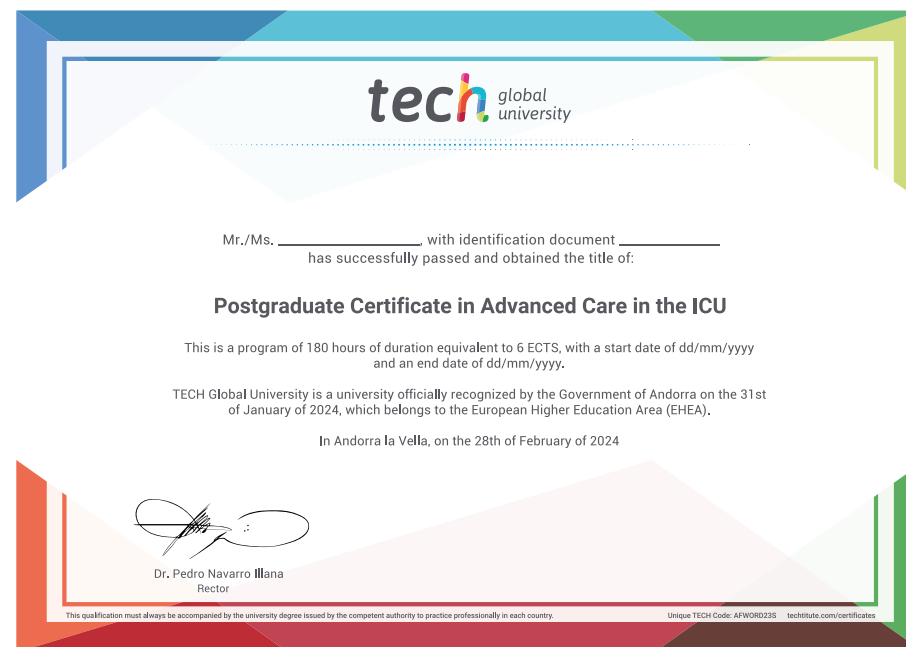 tech global university
Mr./Ms. ____________________, with identification document ______________
has successfully passed and obtained the title of:
Postgraduate Certificate in Advanced Care in the ICU
This is a program of 180 hours of duration equivalent to 6 ECTS, with a start date of dd/mm/yyyy
and an end date of dd/mm/yyyy.
TECH Global University is a university officially recognized by the Government of Andorra on the 31st
of January of 2024, which belongs to the European Higher Education Area (EHEA).
In Andorra la Vella, on the 28th of February of 2024
Dr. Pedro Navarro Illana
Rector
This qualification must always be accompanied by the university degree issued by the competent authority to practice professionally in each country.
Unique TECH Code: AFWORD23S techtitute.com/certificates